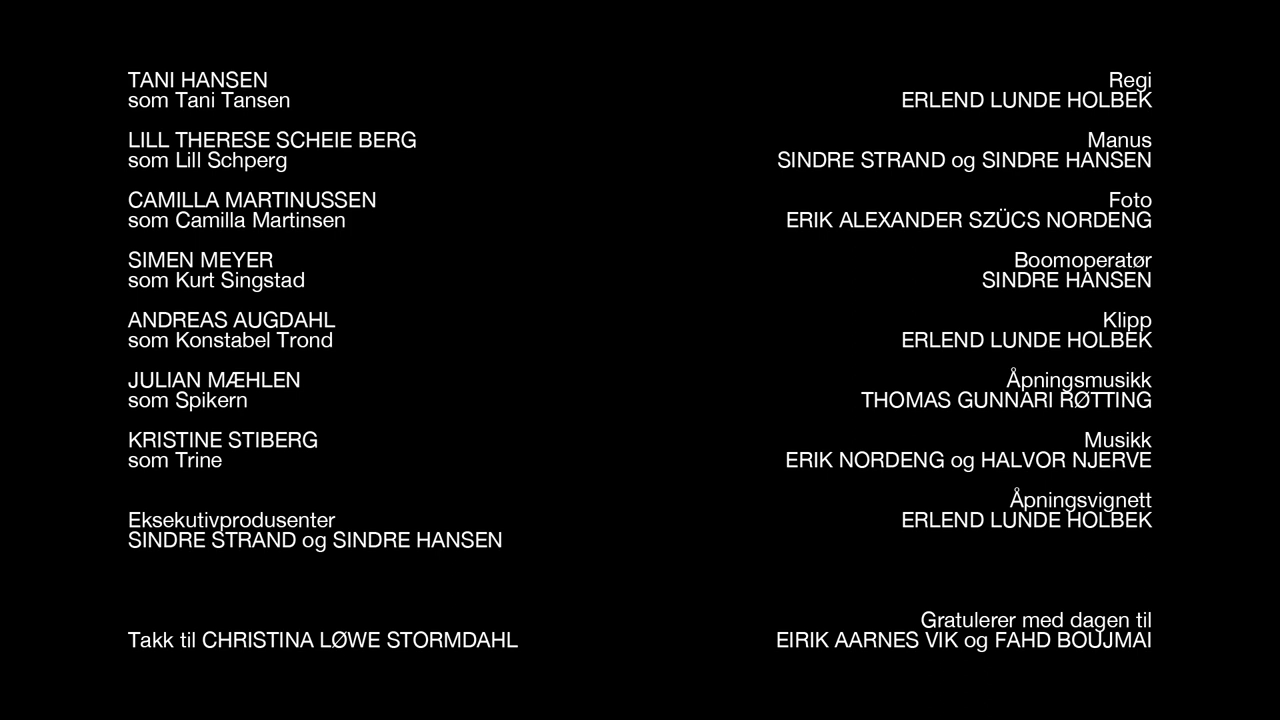 TANI HANSEN
som Tani Tansen
LILL THERESE SCHEIE BERG
som Lill Schperg
CAMILLA MARTINUSSEN
som Camilla Martinsen
SIMEN MEYER
som Kurt Singstad
ANDREAS AUGDAHL
som Konstabel Trond
JULIAN MÆHLEN
som Spikern
KRISTINE STIBERG
som Trine
Eksekutivprodusenter
SINDRE STRAND og SINDRE HANSEN
Takk til CHRISTINA LØWE STORMDAHL
Regi
ERLEND LUNDE HOLBEK
Manus
SINDRE STRAND og SINDRE HANSEN
Foto
ERIK ALEXANDER SZÜCS NORDENG
Boomoperatør
SINDRE HANSEN
Klipp
ERLEND LUNDE HOLBEK
Åpningsmusikk
THOMAS GUNNARI RØTTING
Musikk
ERIK NORDENG og HALVOR NJERVE
Åpningsvignett
ERLEND LUNDE HOLBEK
Gratulerer med dagen til
EIRIK AARNES VIK og FAHD BOUJMAI